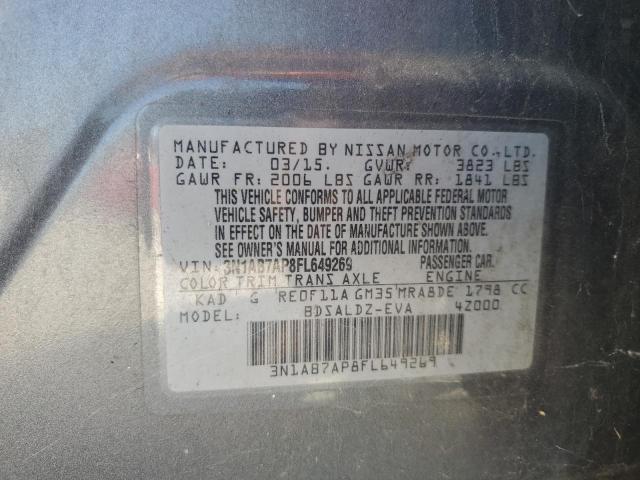 MANUFACTURED BY NISSAN MOTOR CO., LTD.
DATE: 03/15. GVWR: 3823 LBS
GAWR FR: 2006 LBS GAWR RR: 1841 LBS
THIS VEHICLE CONFORMS TO ALL APPLICABLE FEDERAL MOTOR
VEHICLE SAFETY, BUMPER AND THEFT PREVENTION STANDARDS
IN EFFECT ON THE DATE OF MANUFACTURE SHOWN ABOVE.
SEE OWNER'S MANUAL FOR ADDITIONAL INFORMATION.
VIN: 3N1AB7AP8FL649269 PASSENGER CAR.
COLOR TRIM TRANS AXLE ENGINE
KAD G RE0F11A GM35 MRA8DE 1798 CC
BDSALDZ-EVA 4Z000
3N1AB7AP8FL649269